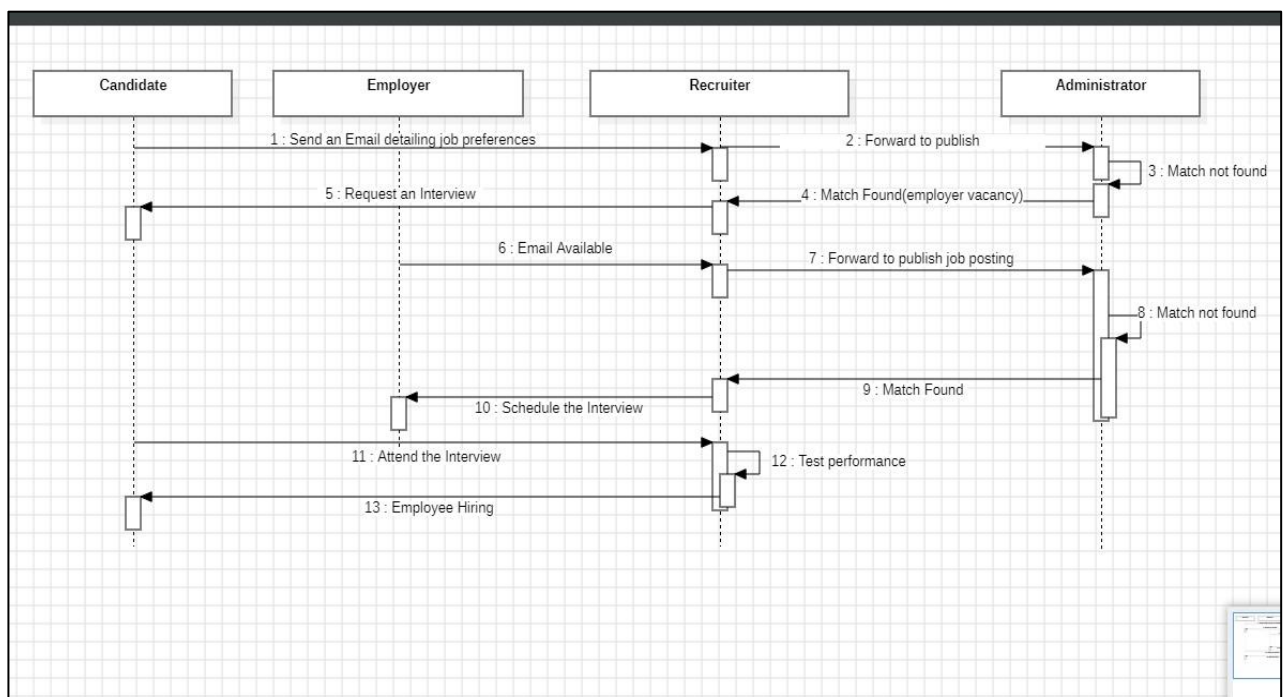 Candidate
Employer
Recruiter
Administrator
1 : Send an Email detailing job preferences
2 : Forward to publish
3 : Match not found
4 : Match Found(employer vacancy)
5 : Request an Interview
6 : Email Available
7 : Forward to publish job posting
8 : Match not found
9 : Match Found
10 : Schedule the Interview
11 : Attend the Interview
12 : Test performance
13 : Employee Hiring